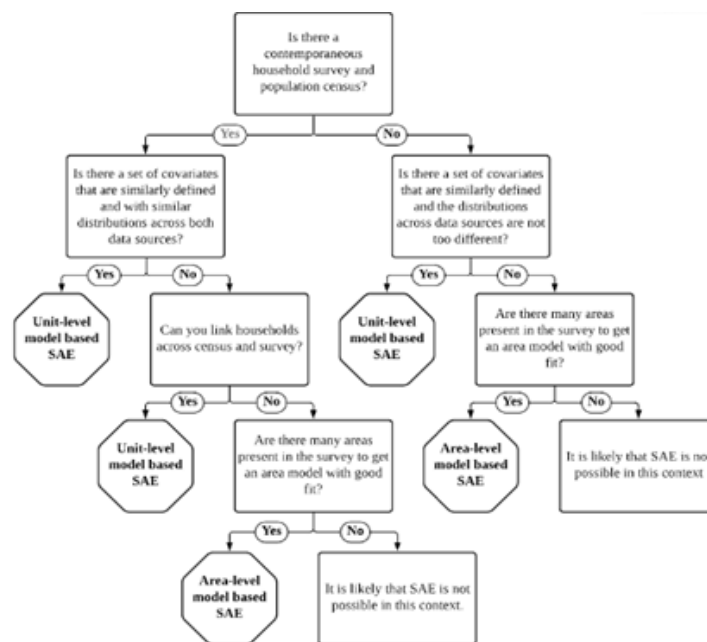 Is there a
contemporaneous
household survey and
population census?
Yes
No
Is there a set of covariates
that are similarly defined
and with similar
distributions across both
data sources?
Is there a set of covariates
that are similarly defined
and the distributions
across data sources are not
too different?
Yes
No
Yes
No
Unit-level
model based
SAE
Can you link households
across census and survey?
Unit-level
model based
SAE
Are there many areas
present in the survey to get
an area model with good
fit?
Yes
No
Yes
No
Unit-level
model based
SAE
Are there many areas
present in the survey to get
an area model with good
fit?
Area-level
model based
SAE
It is likely that SAE is not
possible in this context
Yes
No
Area-level
model based
SAE
It is likely that SAE is not
possible in this context.